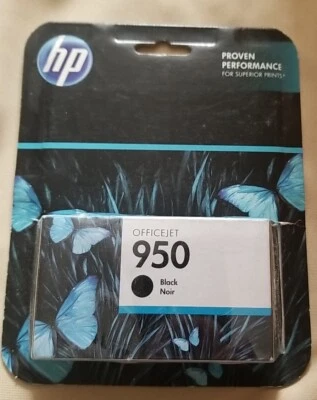 hp
PROVEN
PERFORMANCE
FOR SUPERIOR PRINTS
OFFICEJET
950
Black
Noir